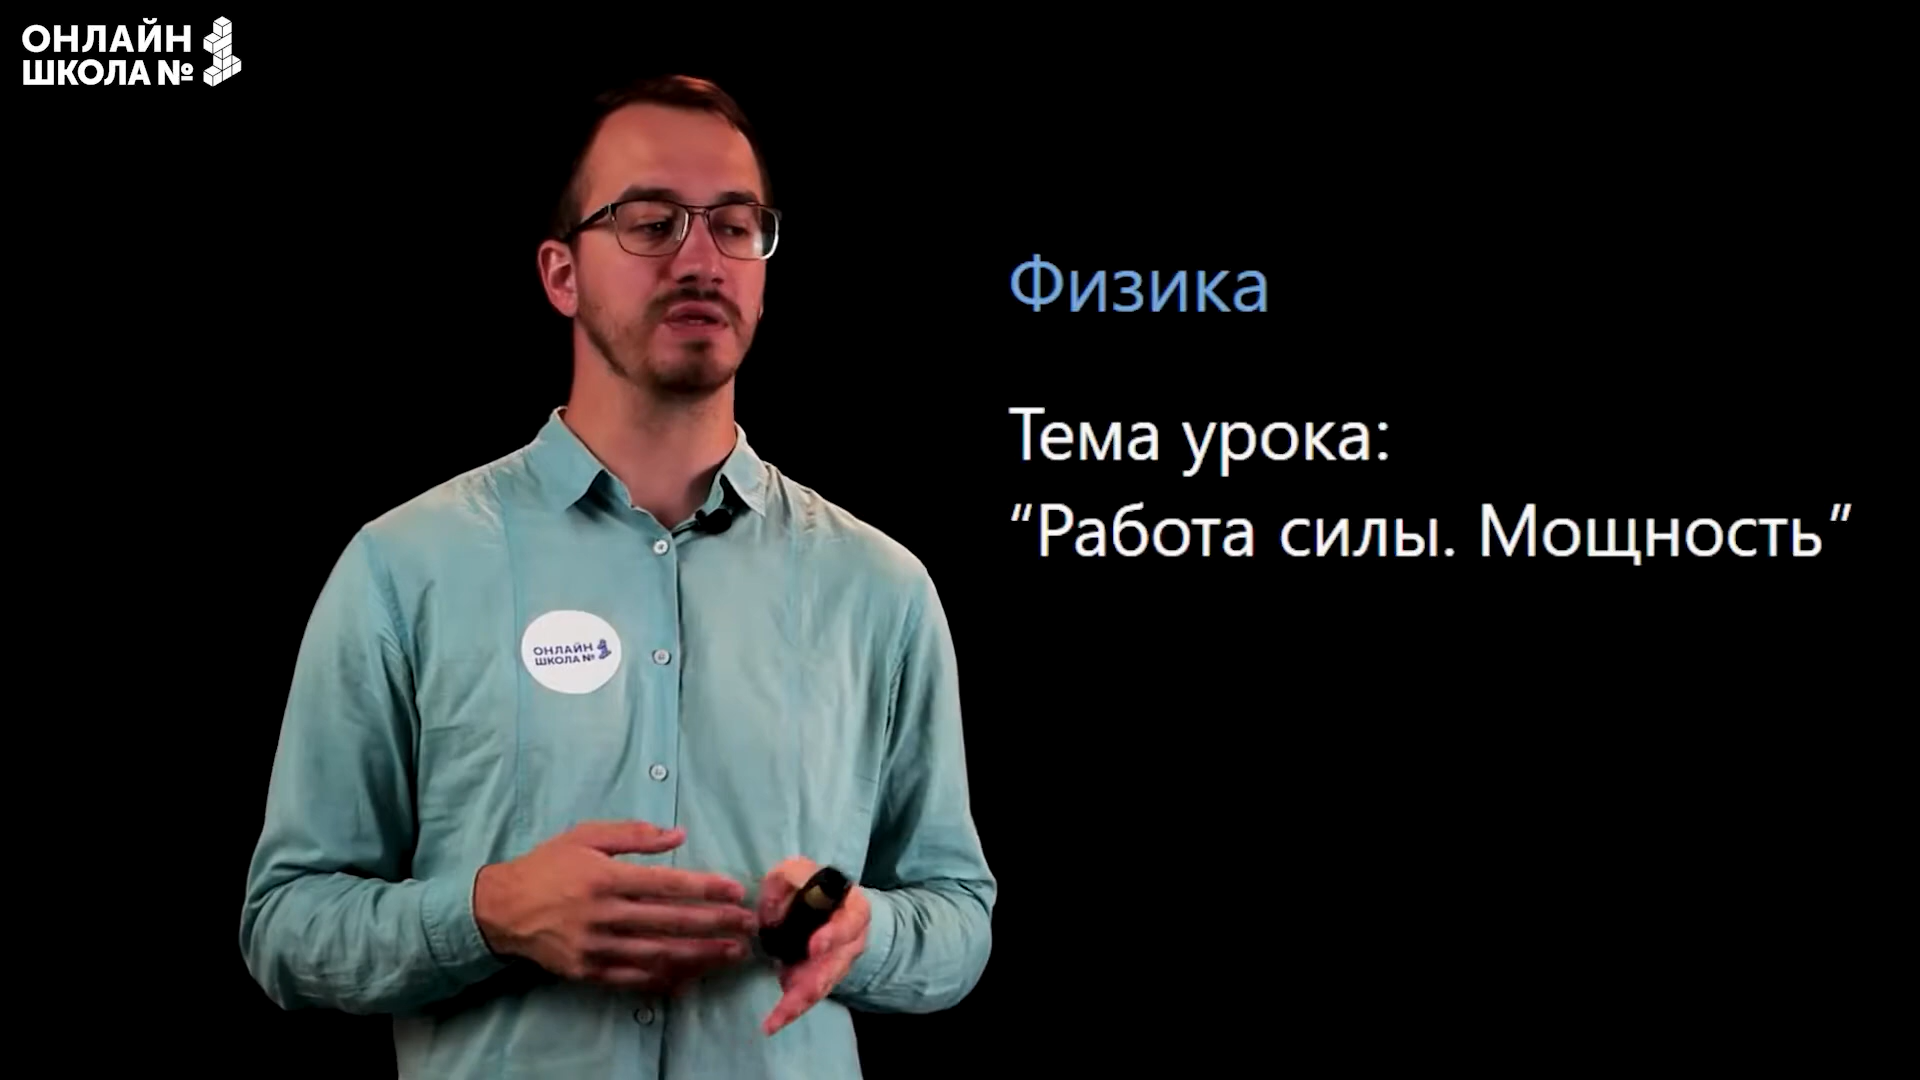 ОНЛАЙН
ШКОЛА №
Физика
Тема урока:
“Работа силы. Мощность”
ОНЛАЙН
ШКОЛА №